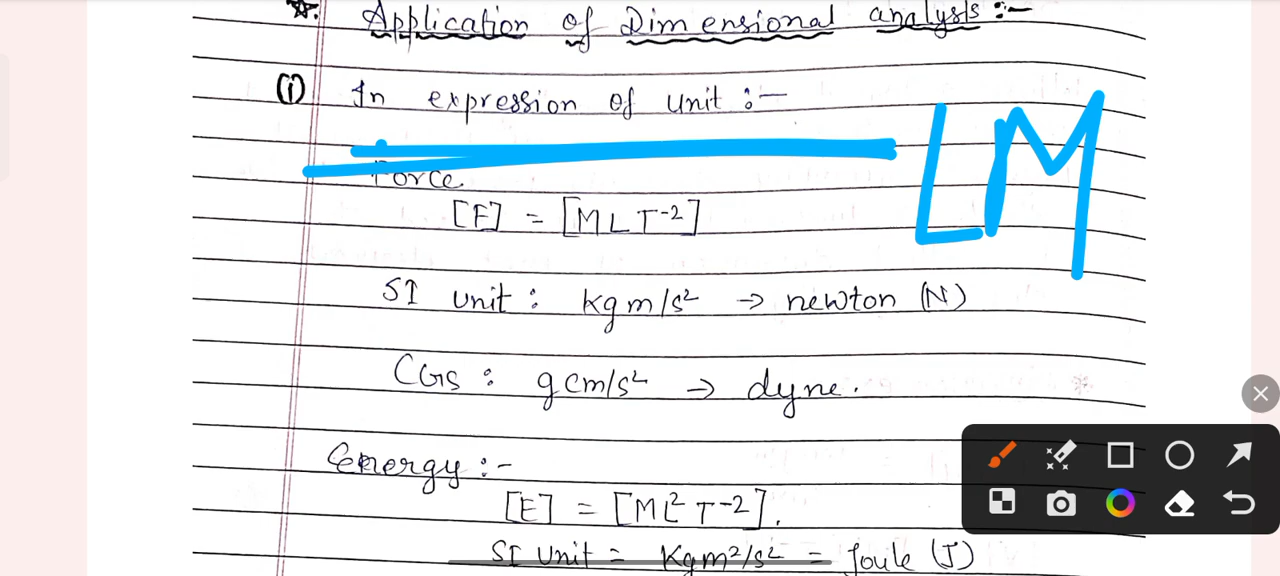 Application of Dimensional analysis :-
(i) In expression of unit :-
LM
Force
[F] = [MLT⁻²]
SI unit : kgm/s² → newton (N)
CGS : gcm/s² → dyne.
Energy :-
[E] = [ML²T⁻²].
SI Unit = Kgm²/s² = Joule (J)